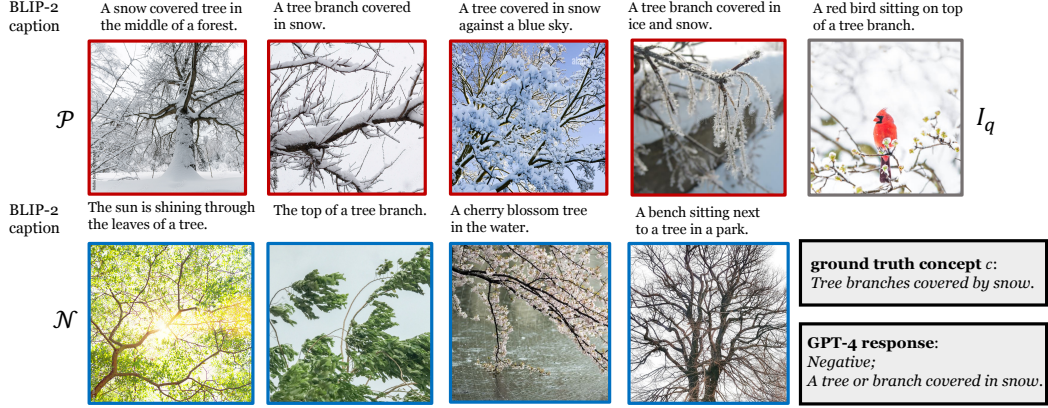 BLIP-2
caption
A snow covered tree in
the middle of a forest.
A tree branch covered
in snow.
A tree covered in snow
against a blue sky.
A tree branch covered in
ice and snow.
A red bird sitting on top
of a tree branch.
𝒫
I_q
BLIP-2
caption
The sun is shining through
the leaves of a tree.
The top of a tree branch.
A cherry blossom tree
in the water.
A bench sitting next
to a tree in a park.
𝒩
ground truth concept c:
Tree branches covered by snow.
GPT-4 response:
Negative;
A tree or branch covered in snow.